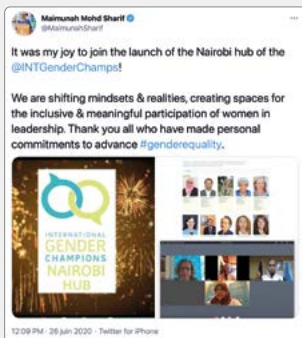 Maimunah Mohd Sharif
@MaimunahSharif
It was my joy to join the launch of the Nairobi hub of the
@INTGenderChamps!
We are shifting mindsets & realities, creating spaces for
the inclusive & meaningful participation of women in
leadership. Thank you all who have made personal
commitments to advance #genderequality.
INTERNATIONAL
GENDER
CHAMPIONS
NAIROBI
HUB
12:09 PM · 26 juin 2020 · Twitter for iPhone